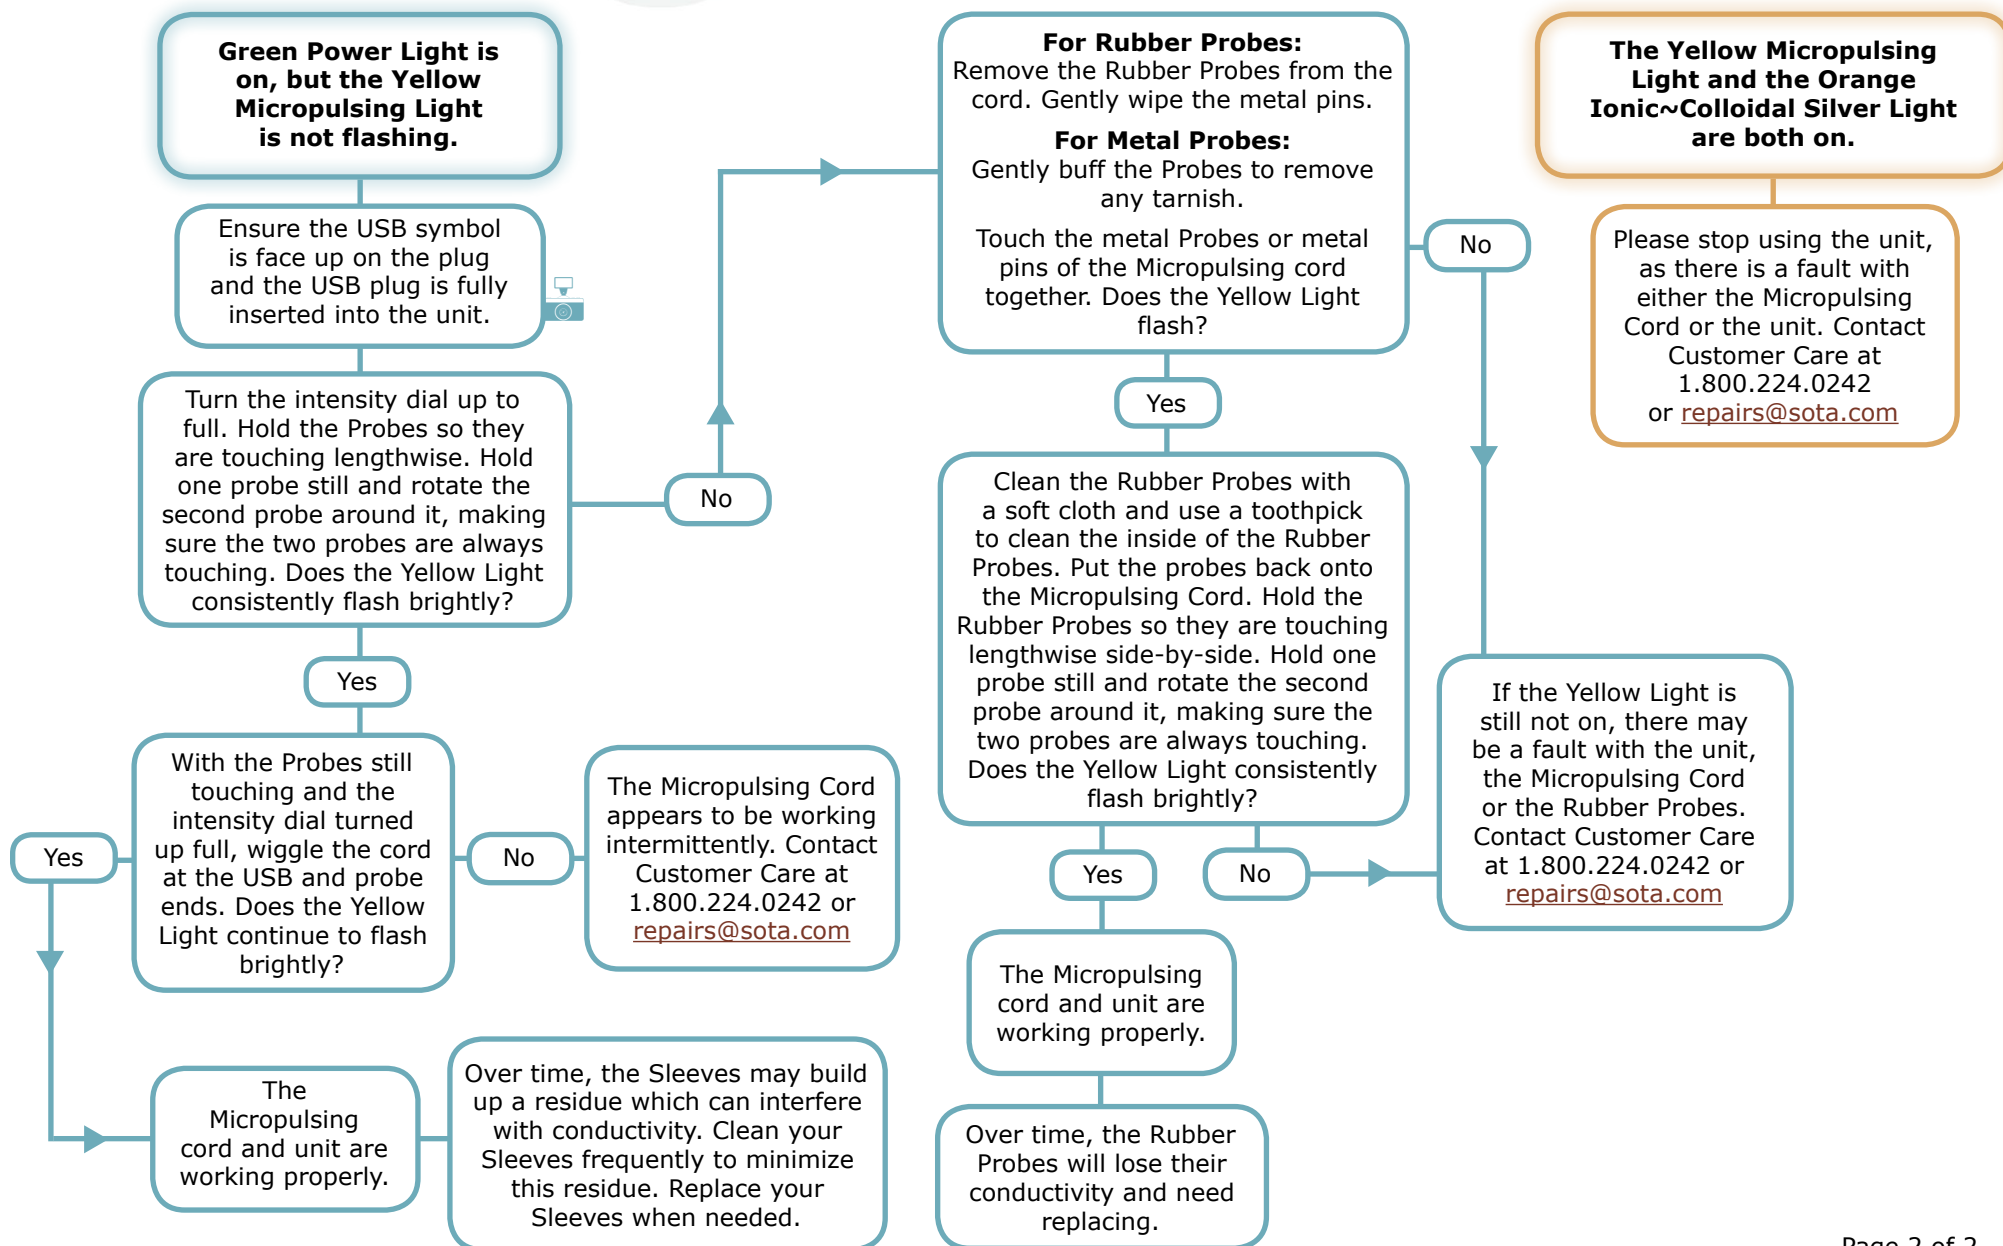 Green Power Light is
on, but the Yellow
Micropulsing Light
is not flashing.
Ensure the USB symbol
is face up on the plug
and the USB plug is fully
inserted into the unit.
Turn the intensity dial up to
full. Hold the Probes so they
are touching lengthwise. Hold
one probe still and rotate the
second probe around it, making
sure the two probes are always
touching. Does the Yellow Light
consistently flash brightly?
No
Yes
With the Probes still
touching and the
intensity dial turned
up full, wiggle the cord
at the USB and probe
ends. Does the Yellow
Light continue to flash
brightly?
Yes
No
The Micropulsing Cord
appears to be working
intermittently. Contact
Customer Care at
1.800.224.0242 or
repairs@sota.com
The
Micropulsing
cord and unit are
working properly.
Over time, the Sleeves may build
up a residue which can interfere
with conductivity. Clean your
Sleeves frequently to minimize
this residue. Replace your
Sleeves when needed.
For Rubber Probes:
Remove the Rubber Probes from the
cord. Gently wipe the metal pins.
For Metal Probes:
Gently buff the Probes to remove
any tarnish.
Touch the metal Probes or metal
pins of the Micropulsing cord
together. Does the Yellow Light
flash?
No
Yes
Clean the Rubber Probes with
a soft cloth and use a toothpick
to clean the inside of the Rubber
Probes. Put the probes back onto
the Micropulsing Cord. Hold the
Rubber Probes so they are touching
lengthwise side-by-side. Hold one
probe still and rotate the second
probe around it, making sure the
two probes are always touching.
Does the Yellow Light consistently
flash brightly?
Yes
No
The Micropulsing
cord and unit are
working properly.
Over time, the Rubber
Probes will lose their
conductivity and need
replacing.
If the Yellow Light is
still not on, there may
be a fault with the unit,
the Micropulsing Cord
or the Rubber Probes.
Contact Customer Care
at 1.800.224.0242 or
repairs@sota.com
The Yellow Micropulsing
Light and the Orange
Ionic~Colloidal Silver Light
are both on.
Please stop using the unit,
as there is a fault with
either the Micropulsing
Cord or the unit. Contact
Customer Care at
1.800.224.0242
or repairs@sota.com
Page 2 of 2